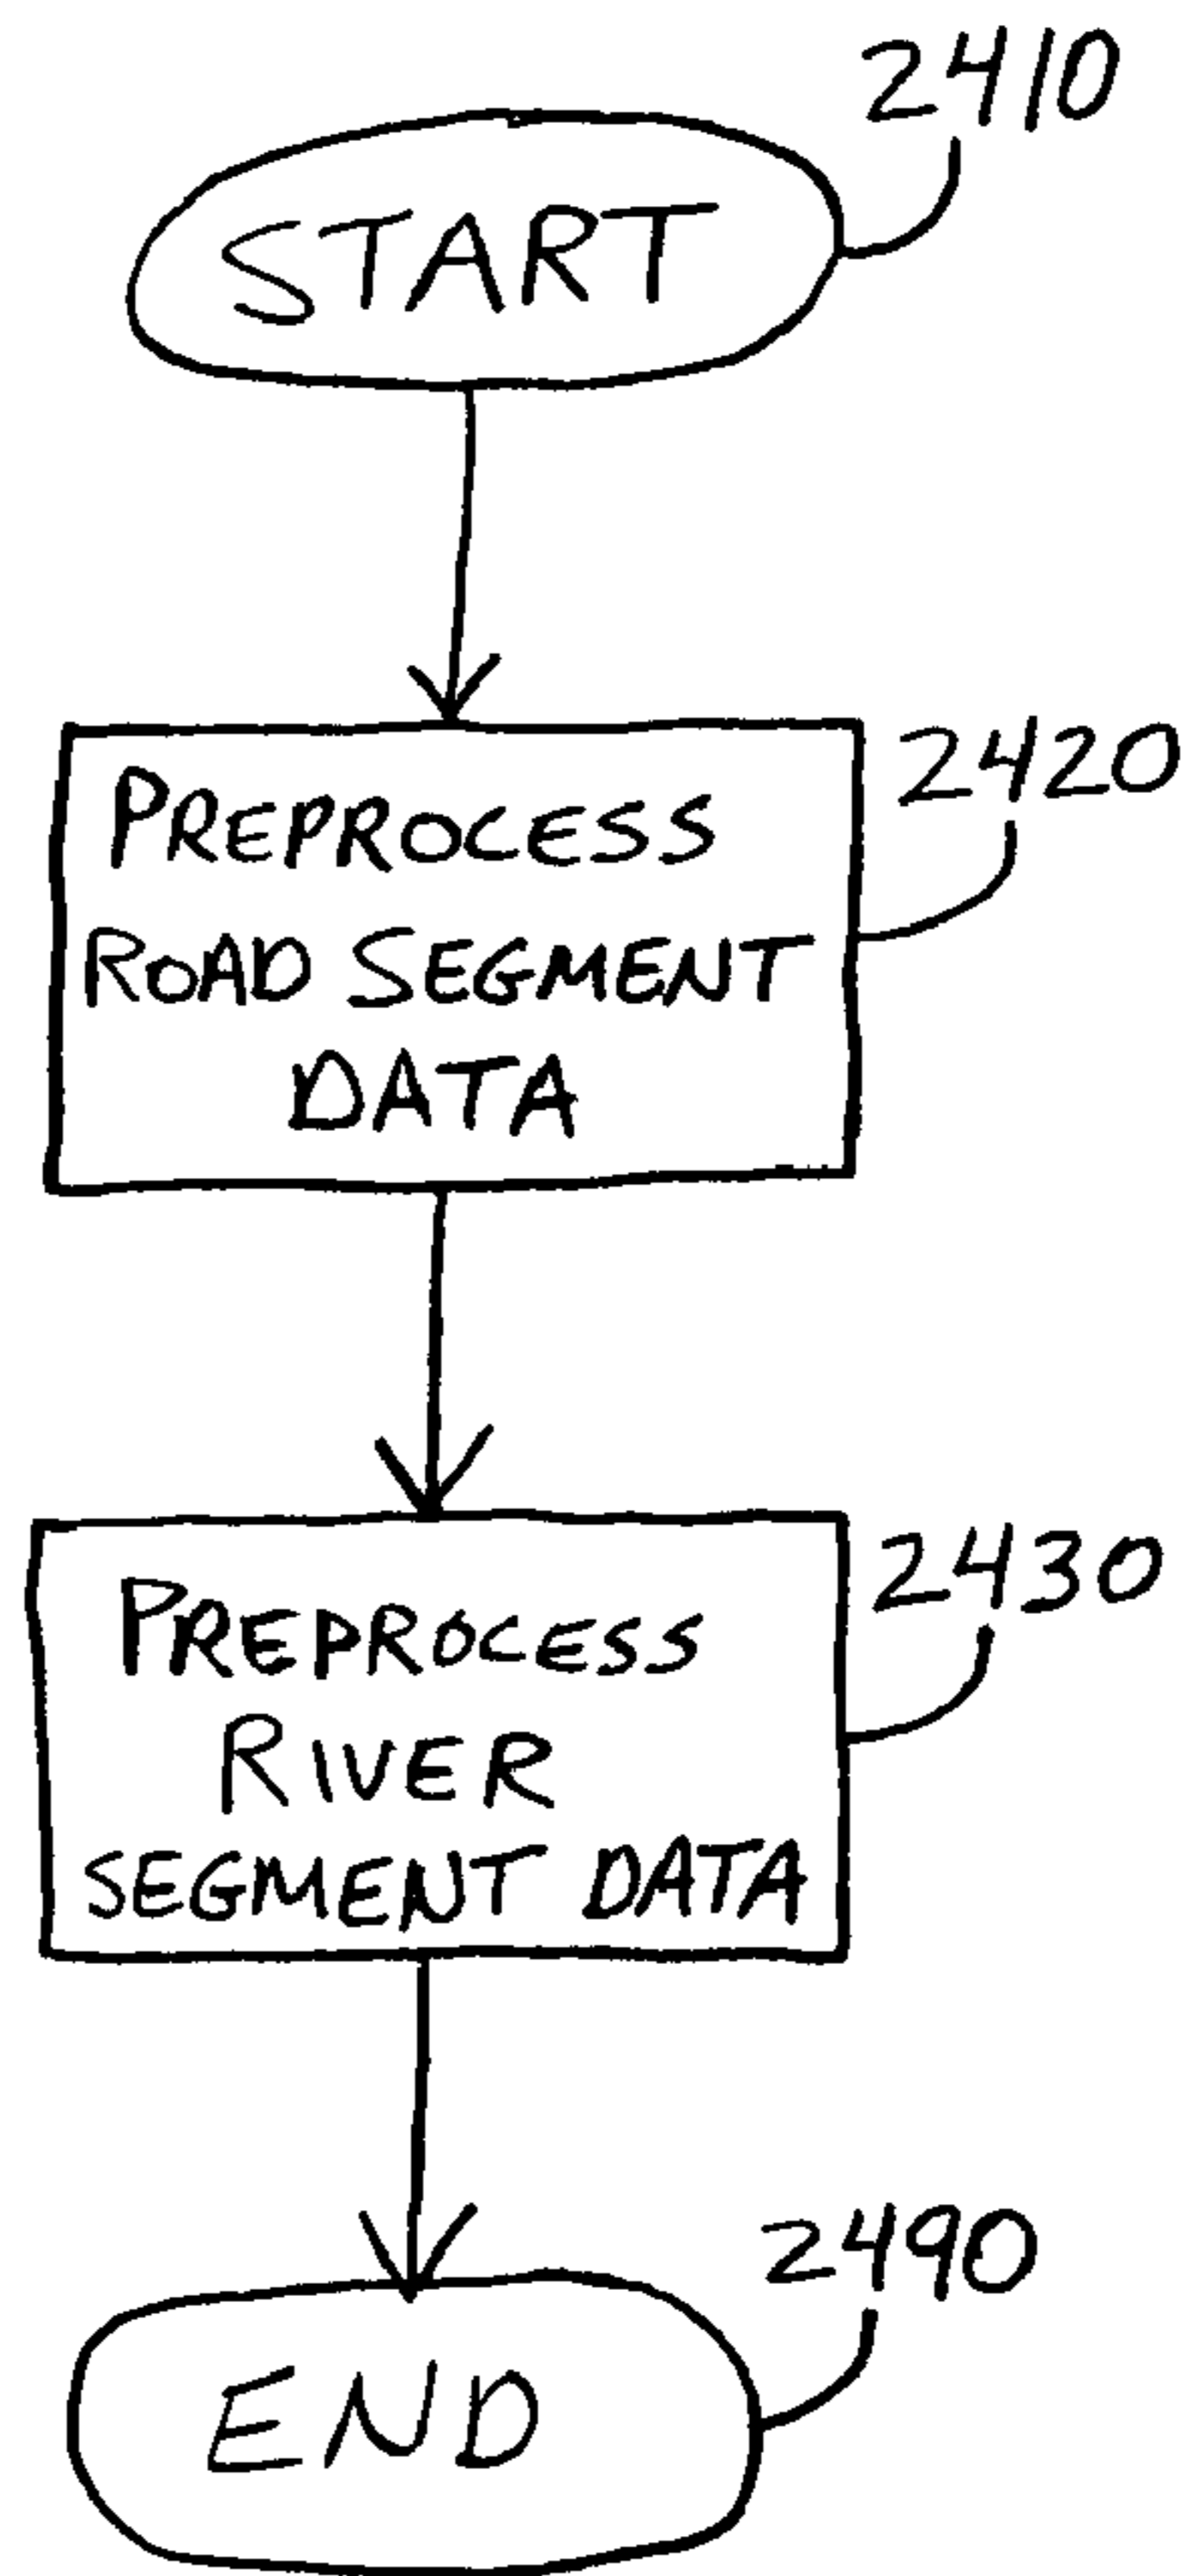 2410
START
2420
PREPROCESS
ROAD SEGMENT
DATA
2430
PREPROCESS
RIVER
SEGMENT DATA
2490
END